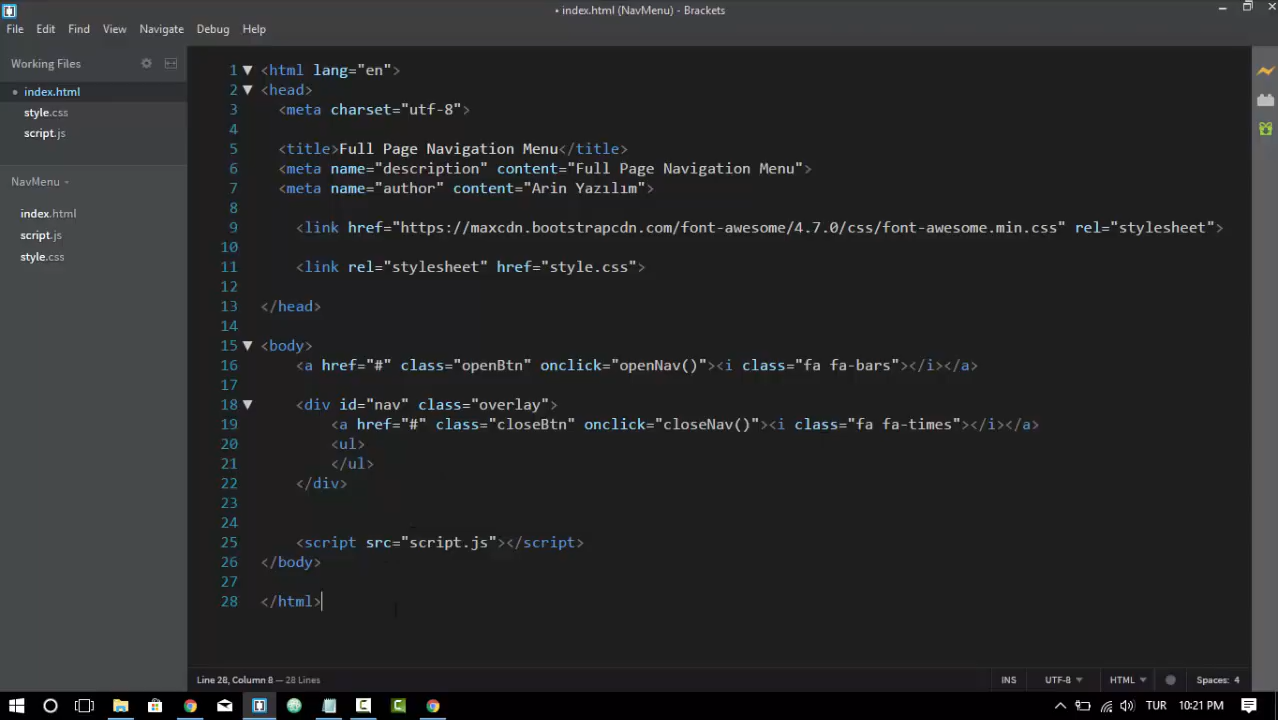 • index.html (NavMenu) - Brackets
File Edit Find View Navigate Debug Help
Working Files
• index.html
style.css
script.js
NavMenu
index.html
script.js
style.css
1 <html lang="en">
2 <head>
3 <meta charset="utf-8">
4
5 <title>Full Page Navigation Menu</title>
6 <meta name="description" content="Full Page Navigation Menu">
7 <meta name="author" content="Arin Yazılım">
8
9 <link href="https://maxcdn.bootstrapcdn.com/font-awesome/4.7.0/css/font-awesome.min.css" rel="stylesheet">
10
11 <link rel="stylesheet" href="style.css">
12
13 </head>
14
15 <body>
16 <a href="#" class="openBtn" onclick="openNav()"><i class="fa fa-bars"></i></a>
17
18 <div id="nav" class="overlay">
19 <a href="#" class="closeBtn" onclick="closeNav()"><i class="fa fa-times"></i></a>
20 <ul>
21 </ul>
22 </div>
23
24
25 <script src="script.js"></script>
26 </body>
27
28 </html>
Line 28, Column 8 — 28 Lines
INS UTF-8 HTML Spaces: 4
TUR 10:21 PM